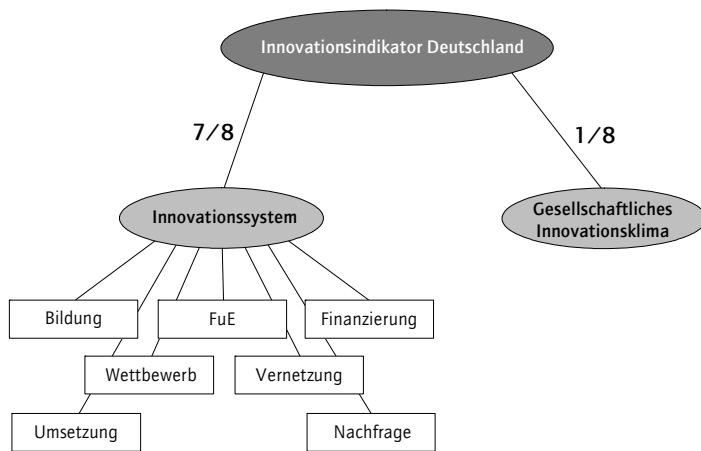 Innovationsindikator Deutschland
7/8
1/8
Innovationssystem
Gesellschaftliches
Innovationsklima
Bildung
FuE
Finanzierung
Wettbewerb
Vernetzung
Umsetzung
Nachfrage